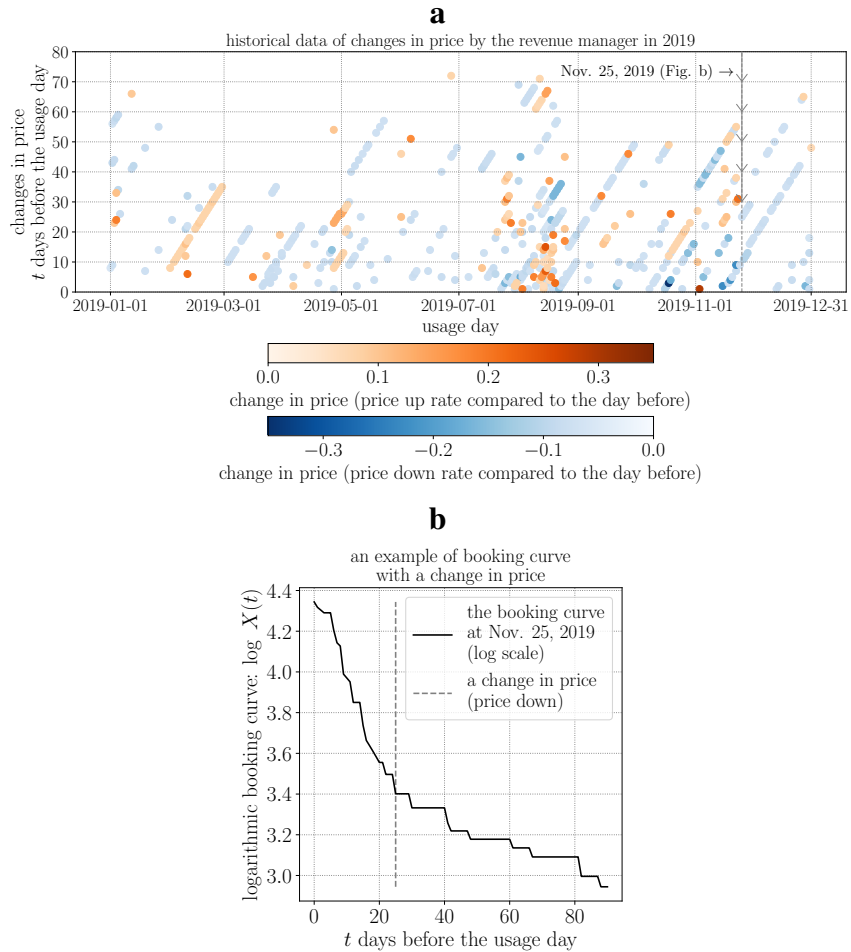 a
historical data of changes in price by the revenue manager in 2019
changes in price
t days before the usage day
80
70
60
50
40
30
20
10
0
Nov. 25, 2019 (Fig. b) →
2019-01-01
2019-03-01
2019-05-01
2019-07-01
2019-09-01
2019-11-01
2019-12-31
usage day
0.0
0.1
0.2
0.3
change in price (price up rate compared to the day before)
−0.3
−0.2
−0.1
0.0
change in price (price down rate compared to the day before)
b
an example of booking curve
with a change in price
logarithmic booking curve: log X(t)
4.4
4.2
4.0
3.8
3.6
3.4
3.2
3.0
the booking curve
at Nov. 25, 2019
(log scale)
a change in price
(price down)
0
20
40
60
80
t days before the usage day